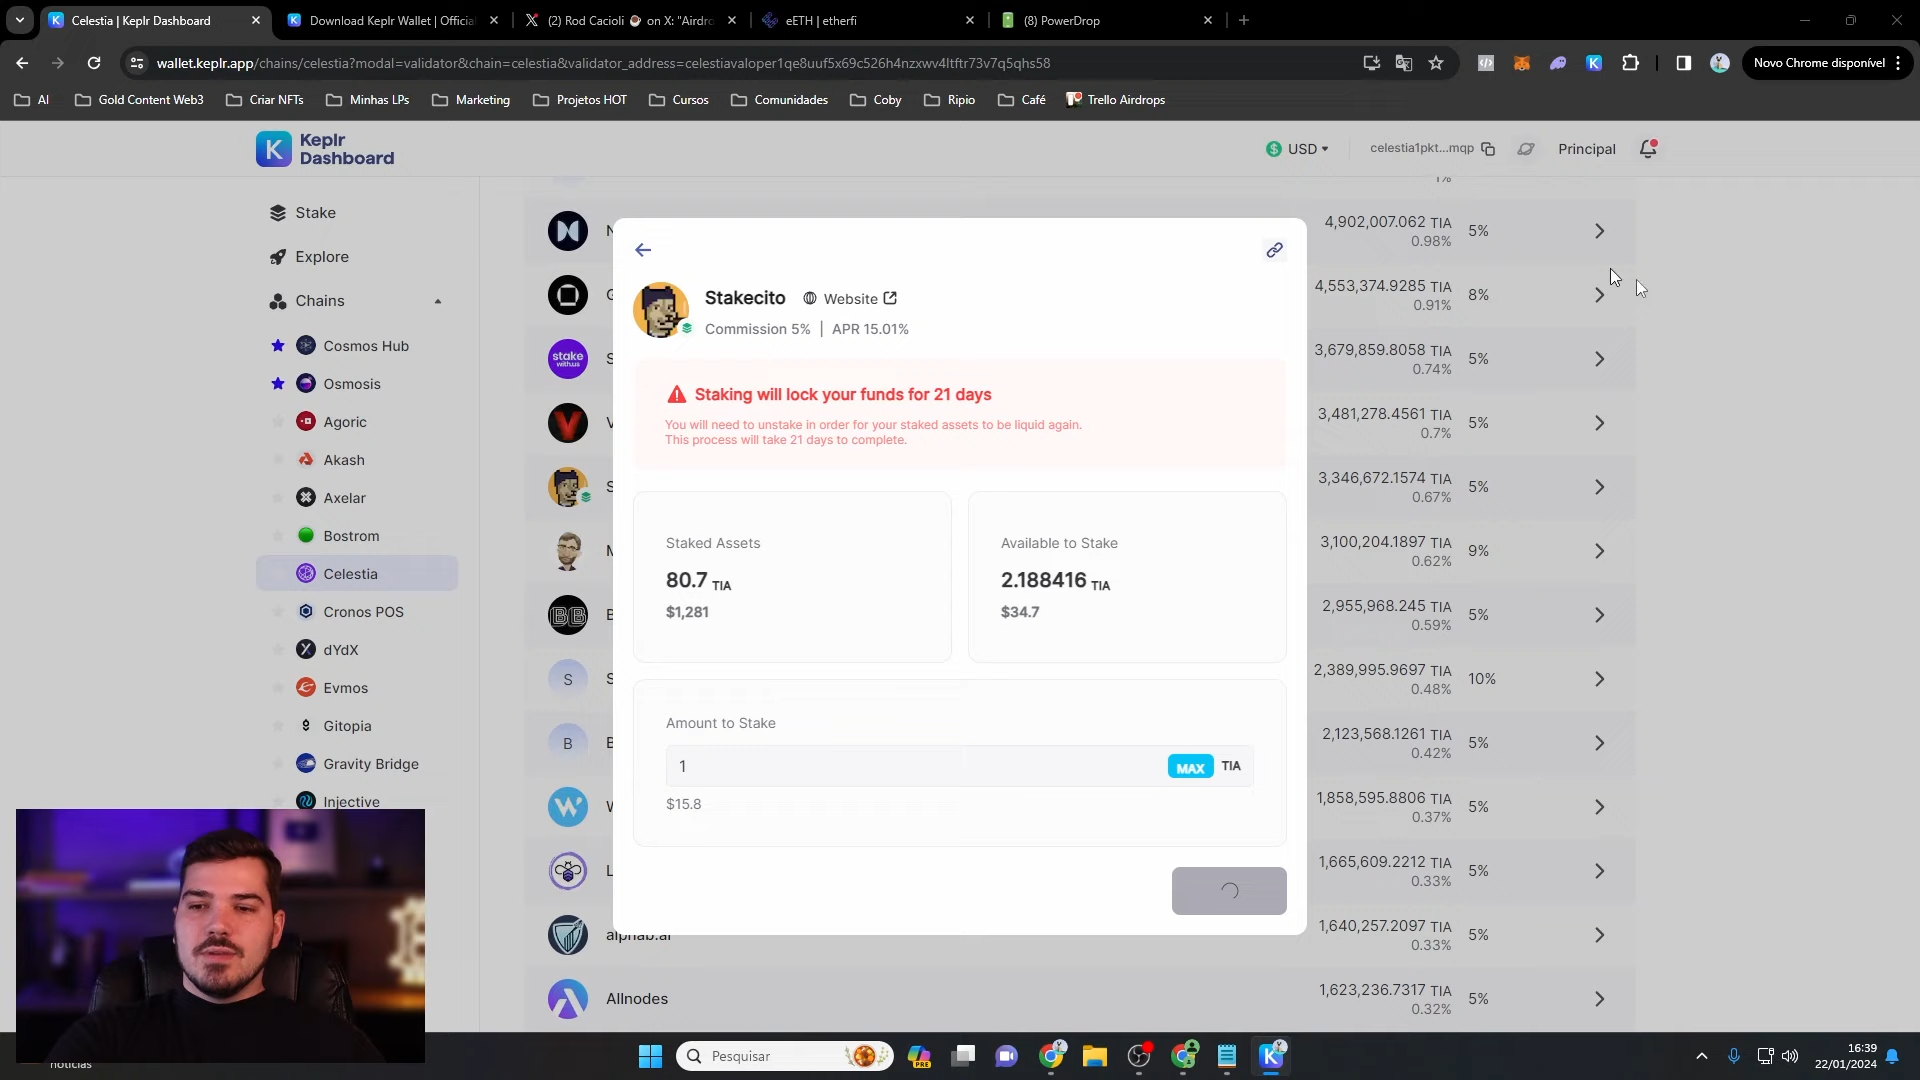 Celestia | Keplr Dashboard
Download Keplr Wallet | Official
(2) Rod Cacioli ☕ on X: "Airdro
eETH | etherfi
(8) PowerDrop
wallet.keplr.app/chains/celestia?modal=validator&chain=celestia&validator_address=celestiavaloper1qe8uuf5x69c526h4nzxwv4ltftr73v7q5qhs58
Novo Chrome disponível
AI
Gold Content Web3
Criar NFTs
Minhas LPs
Marketing
Projetos HOT
Cursos
Comunidades
Coby
Ripio
Café
Trello Airdrops
Keplr
Dashboard
USD
celestia1pkt...mqp
Principal
Stake
Explore
Chains
Cosmos Hub
Osmosis
Agoric
Akash
Axelar
Bostrom
Celestia
Cronos POS
dYdX
Evmos
Gitopia
Gravity Bridge
Injective
Stakecito
Website
Commission 5% | APR 15.01%
Staking will lock your funds for 21 days
You will need to unstake in order for your staked assets to be liquid again.
This process will take 21 days to complete.
Staked Assets
80.7 TIA
$1,281
Available to Stake
2.188416 TIA
$34.7
Amount to Stake
1
MAX
TIA
$15.8
1%
4,902,007.062 TIA
0.98%
5%
4,553,374.9285 TIA
0.91%
8%
stake
withus
3,679,859.8058 TIA
0.74%
5%
3,481,278.4561 TIA
0.7%
5%
3,346,672.1574 TIA
0.67%
5%
3,100,204.1897 TIA
0.62%
9%
BB
2,955,968.245 TIA
0.59%
5%
S
2,389,995.9697 TIA
0.48%
10%
B
2,123,568.1261 TIA
0.42%
5%
1,858,595.8806 TIA
0.37%
5%
1,665,609.2212 TIA
0.33%
5%
1,640,257.2097 TIA
0.33%
5%
Allnodes
1,623,236.7317 TIA
0.32%
5%
notícias
Pesquisar
PRE
16:39
22/01/2024